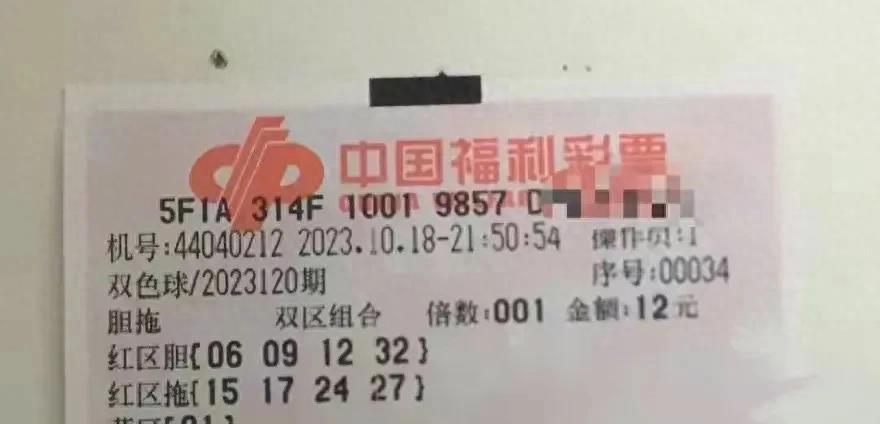 中国福利彩票
5F1A 314F 1001 9857 D
机号:44040212 2023.10.18-21:50:54 操作员:1
双色球/2023120期 序号:00034
胆拖 双区组合 倍数:001 金额:12元
红区胆{06 09 12 32}
红区拖{15 17 24 27}
蓝区{01}